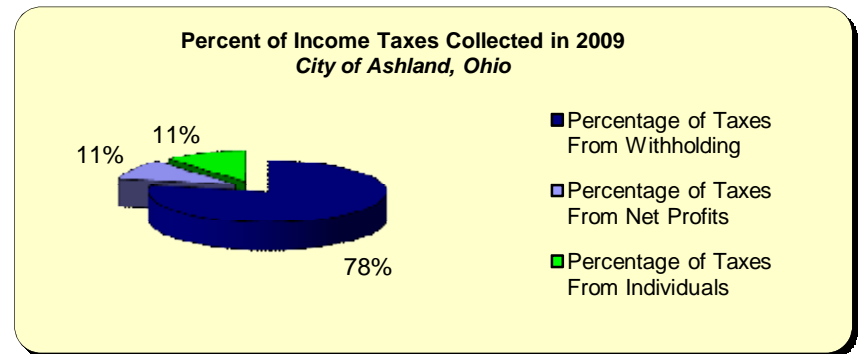 Percent of Income Taxes Collected in 2009
City of Ashland, Ohio
11%
11%
78%
Percentage of Taxes
From Withholding
Percentage of Taxes
From Net Profits
Percentage of Taxes
From Individuals